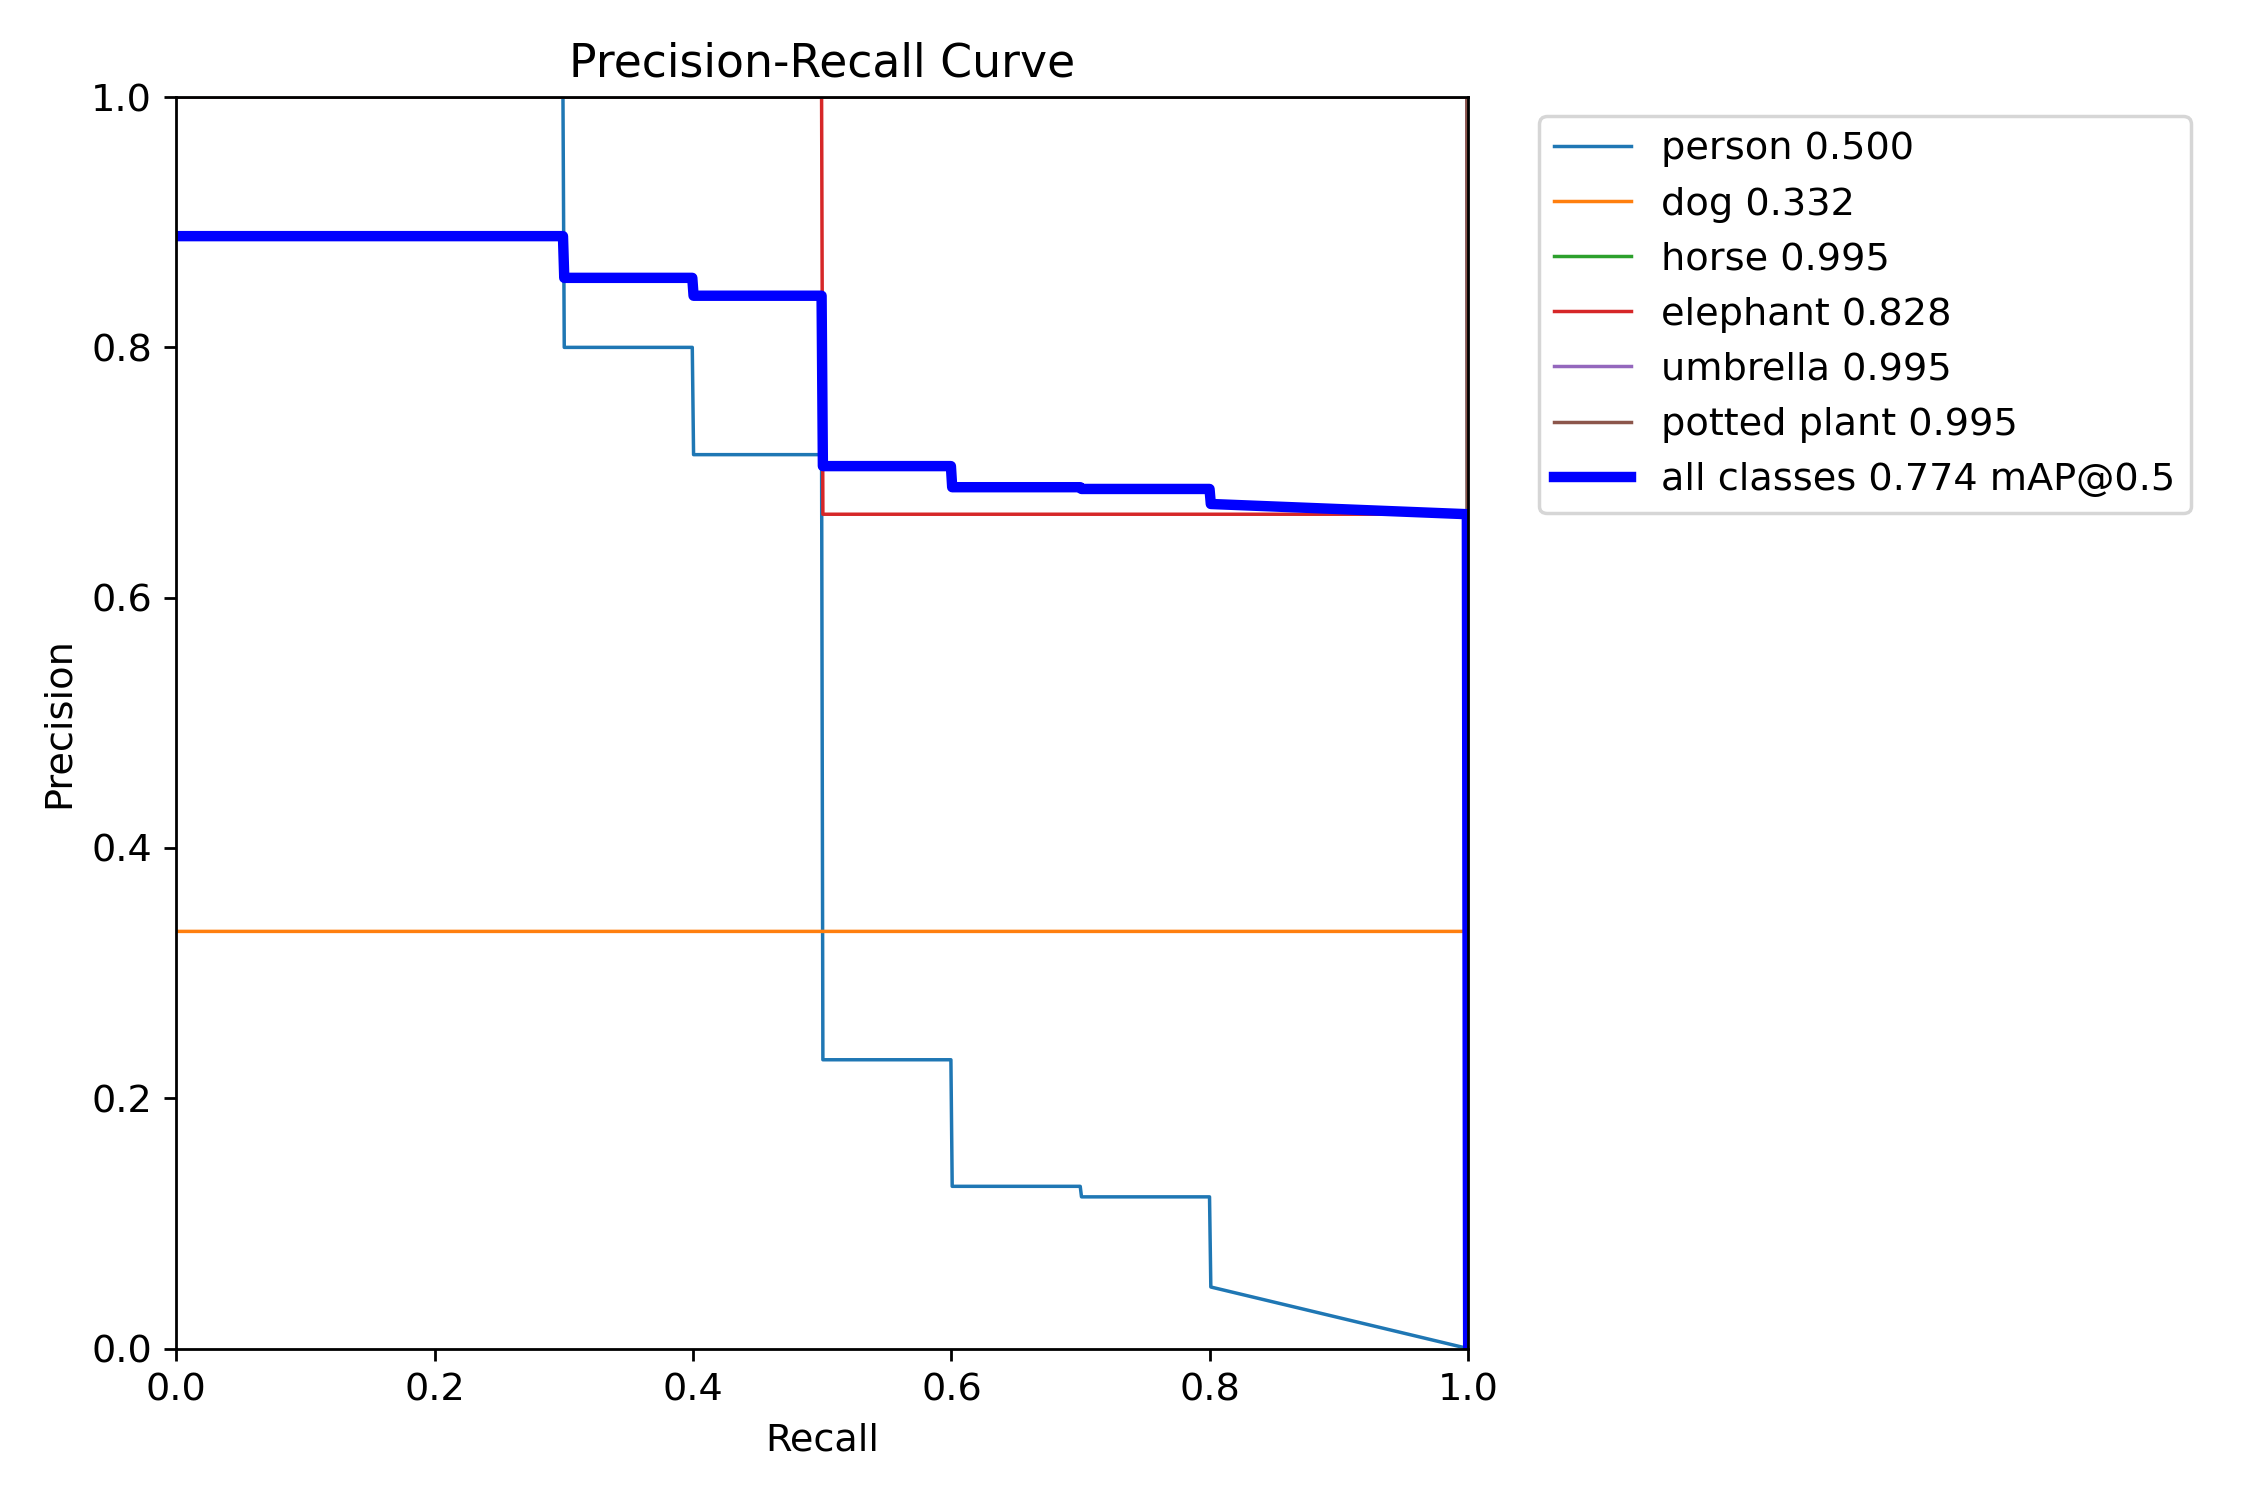 Precision-Recall Curve
1.0
0.8
0.6
0.4
0.2
0.0
Precision
0.0 0.2 0.4 0.6 0.8 1.0
Recall
person 0.500
dog 0.332
horse 0.995
elephant 0.828
umbrella 0.995
potted plant 0.995
all classes 0.774 mAP@0.5